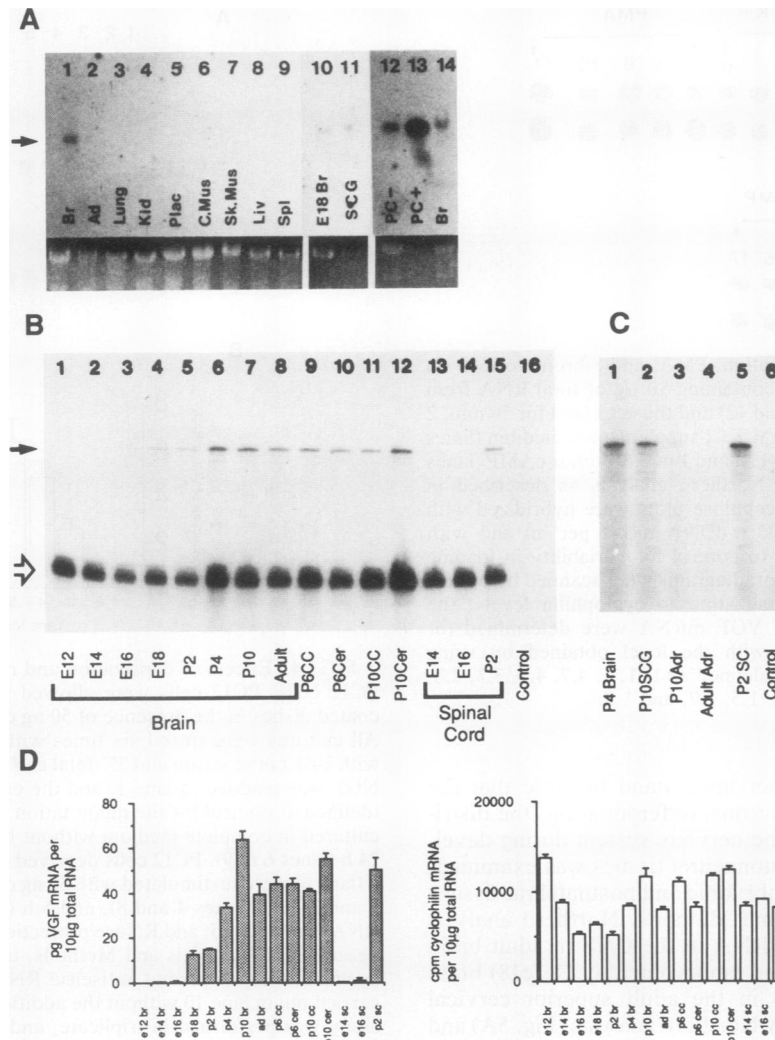 A
1 2 3 4 5 6 7 8 9 10 11 12 13 14
Br Ad Lung Kid Plac C.Mus Sk.Mus Liv Spl E18 Br SCG PC- PC+ Br
B
1 2 3 4 5 6 7 8 9 10 11 12 13 14 15 16
E12 E14 E16 E18 P2 P4 P10 Adult P6CC P6Cer P10CC P10Cer E14 E16 P2 Control
Brain
Spinal
Cord
C
1 2 3 4 5 6
P4 Brain P10SCG P10Adr Adult Adr P2 SC Control
D
pg VGF mRNA per
10µg total RNA
80
60
40
20
0
e12 br e14 br e16 br e18 br p2 br p4 br p10 br ad br p6 cc p6 cer p10 cc p10 cer e14 sc e16 sc p2 sc
cpm cyclophilin mRNA
per 10µg total RNA
20000
10000
0
e12 br e14 br e16 br e18 br p2 br p4 br p10 br ad br p6 cc p6 cer p10 cc p10 cer e14 sc e16 sc